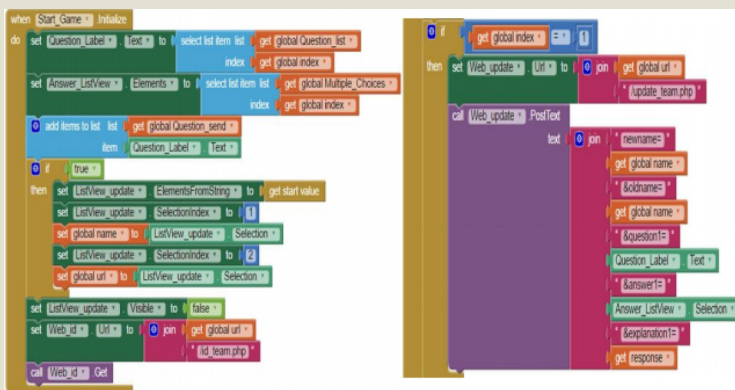 when Start_Game .Initialize
do set Question_Label . Text to select list item list get global Question_list
index get global index
set Answer_ListView . Elements to select list item list get global Multiple_Choices
index get global index
add items to list list get global Question_send
item Question_Label . Text
if true
then set ListView_update . ElementsFromString to get start value
set ListView_update . SelectionIndex to 1
set global name to ListView_update . Selection
set ListView_update . SelectionIndex to 2
set global url to ListView_update . Selection
set ListView_update . Visible to false
set Web_id . Url to join get global url
" /id_team.php "
call Web_id .Get
if get global index = 1
then set Web_update . Url to join get global url
" /update_team.php "
call Web_update .PostText
text join " newname= "
get global name
" &oldname= "
get global name
" &question1= "
Question_Label . Text
" &answer1= "
Answer_ListView . Selection
" &explanation1= "
get response